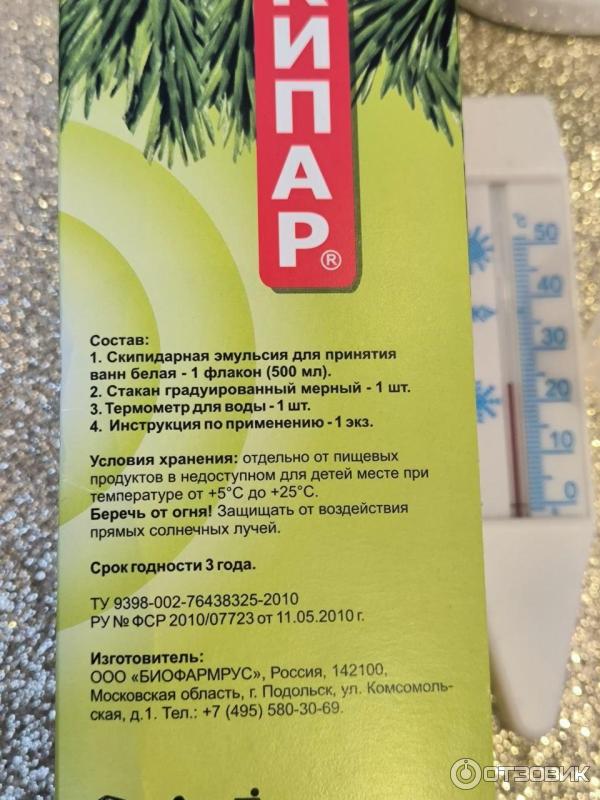 КИПАР®
Состав:
1. Скипидарная эмульсия для принятия
ванн белая - 1 флакон (500 мл).
2. Стакан градуированный мерный - 1 шт.
3. Термометр для воды - 1 шт.
4. Инструкция по применению - 1 экз.
Условия хранения: отдельно от пищевых
продуктов в недоступном для детей месте при
температуре от +5°С до +25°С.
Беречь от огня! Защищать от воздействия
прямых солнечных лучей.
Срок годности 3 года.
ТУ 9398-002-76438325-2010
РУ № ФСР 2010/07723 от 11.05.2010 г.
Изготовитель:
ООО «БИОФАРМРУС», Россия, 142100,
Московская область, г. Подольск, ул. Комсомоль-
ская, д.1. Тел.: +7 (495) 580-30-69.
°C
50
40
30
20
10
0
ОТЗОВИК